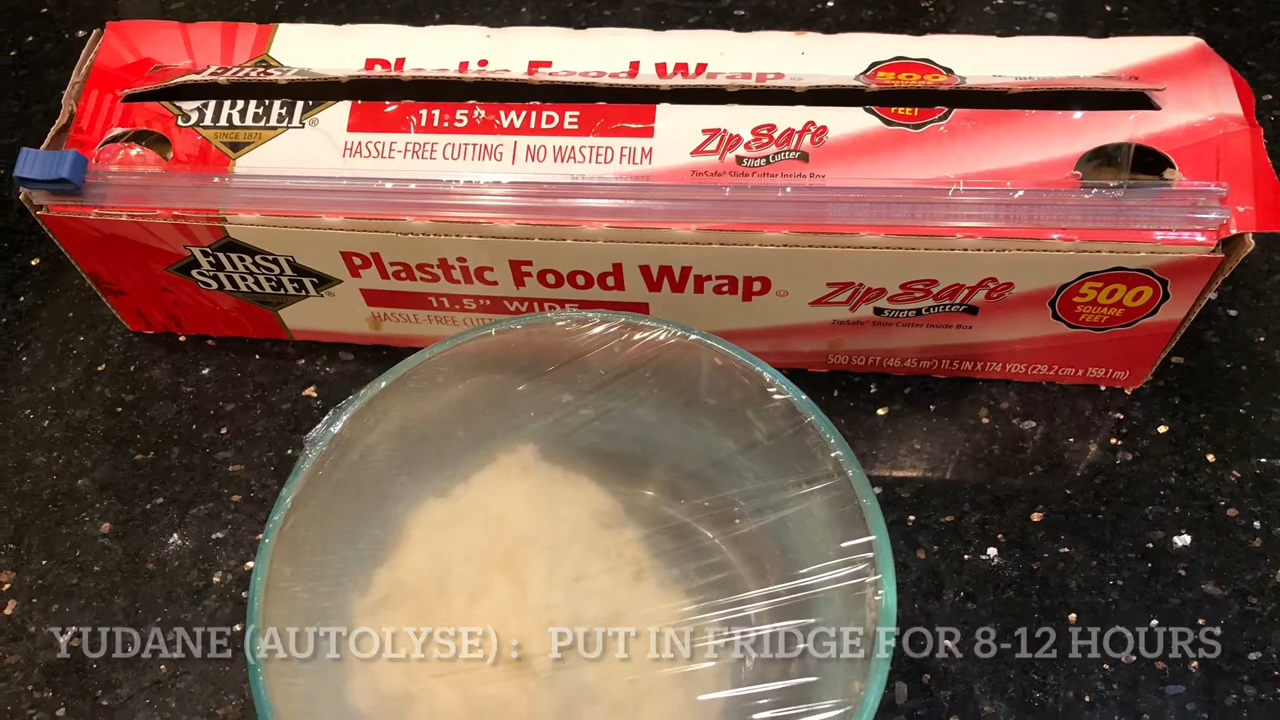 FIRST
STREET®
SINCE 1871
Plastic Food Wrap
11.5" WIDE
HASSLE-FREE CUTTING | NO WASTED FILM
ZipSafe
Slide Cutter
ZipSafe® Slide Cutter Inside Box
500
SQUARE
FEET
FIRST
STREET®
Plastic Food Wrap
11.5" WIDE
HASSLE-FREE CUT
ZipSafe
Slide Cutter
ZipSafe® Slide Cutter Inside Box
500
SQUARE
FEET
500 SQ FT (46.45 m²) 11.5 IN X 174 YDS (29.2 cm x 159.1 m)
YUDANE (AUTOLYSE) : PUT IN FRIDGE FOR 8-12 HOURS